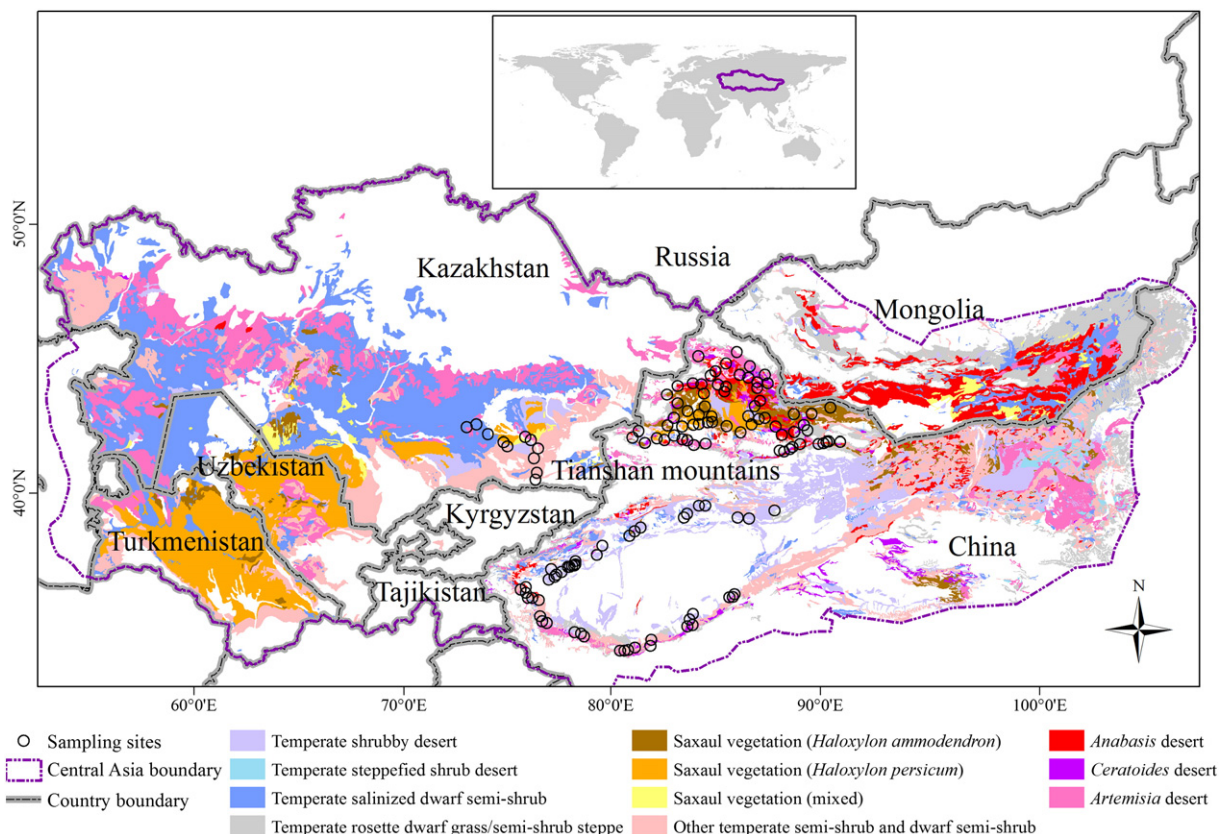 50°0'N
40°0'N
Kazakhstan
Russia
Mongolia
Uzbekistan
Tianshan mountains
Kyrgyzstan
Turkmenistan
Tajikistan
China
N
60°0'E
70°0'E
80°0'E
90°0'E
100°0'E
Sampling sites
Central Asia boundary
Country boundary
Temperate shrubby desert
Temperate steppefied shrub desert
Temperate salinized dwarf semi-shrub
Temperate rosette dwarf grass/semi-shrub steppe
Saxaul vegetation (Haloxylon ammodendron)
Saxaul vegetation (Haloxylon persicum)
Saxaul vegetation (mixed)
Other temperate semi-shrub and dwarf semi-shrub
Anabasis desert
Ceratoides desert
Artemisia desert